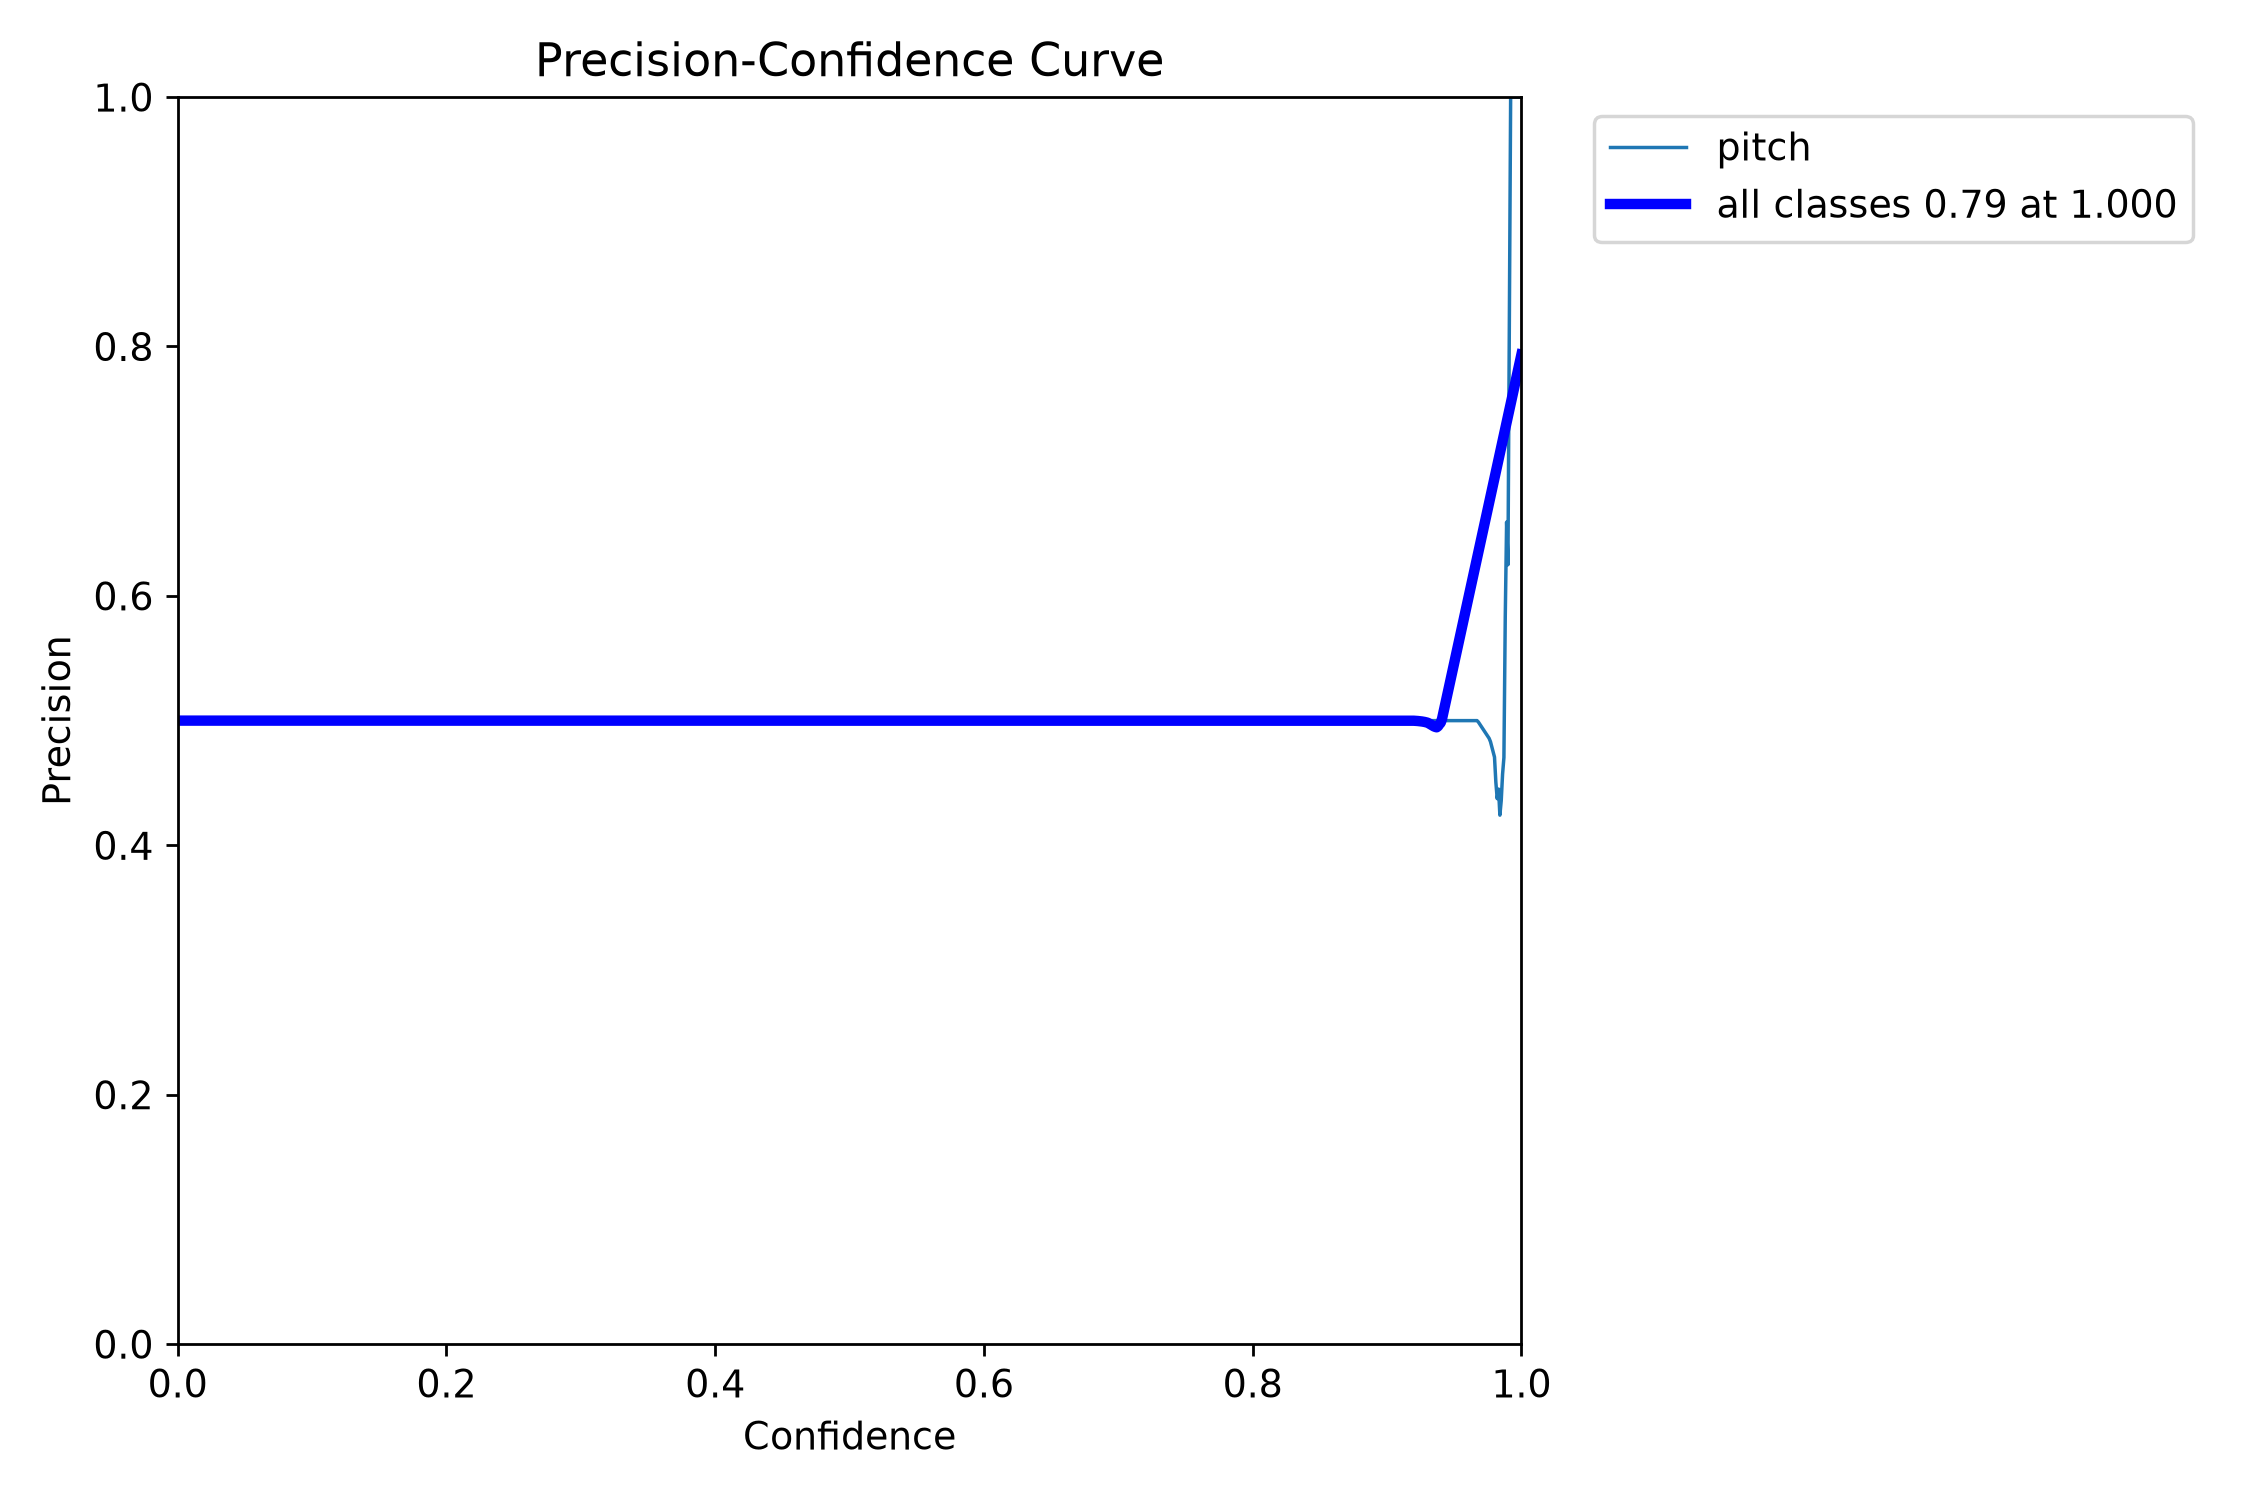 Precision-Confidence Curve
1.0
0.8
0.6
0.4
0.2
0.0
Precision
0.0 0.2 0.4 0.6 0.8 1.0
Confidence
pitch
all classes 0.79 at 1.000